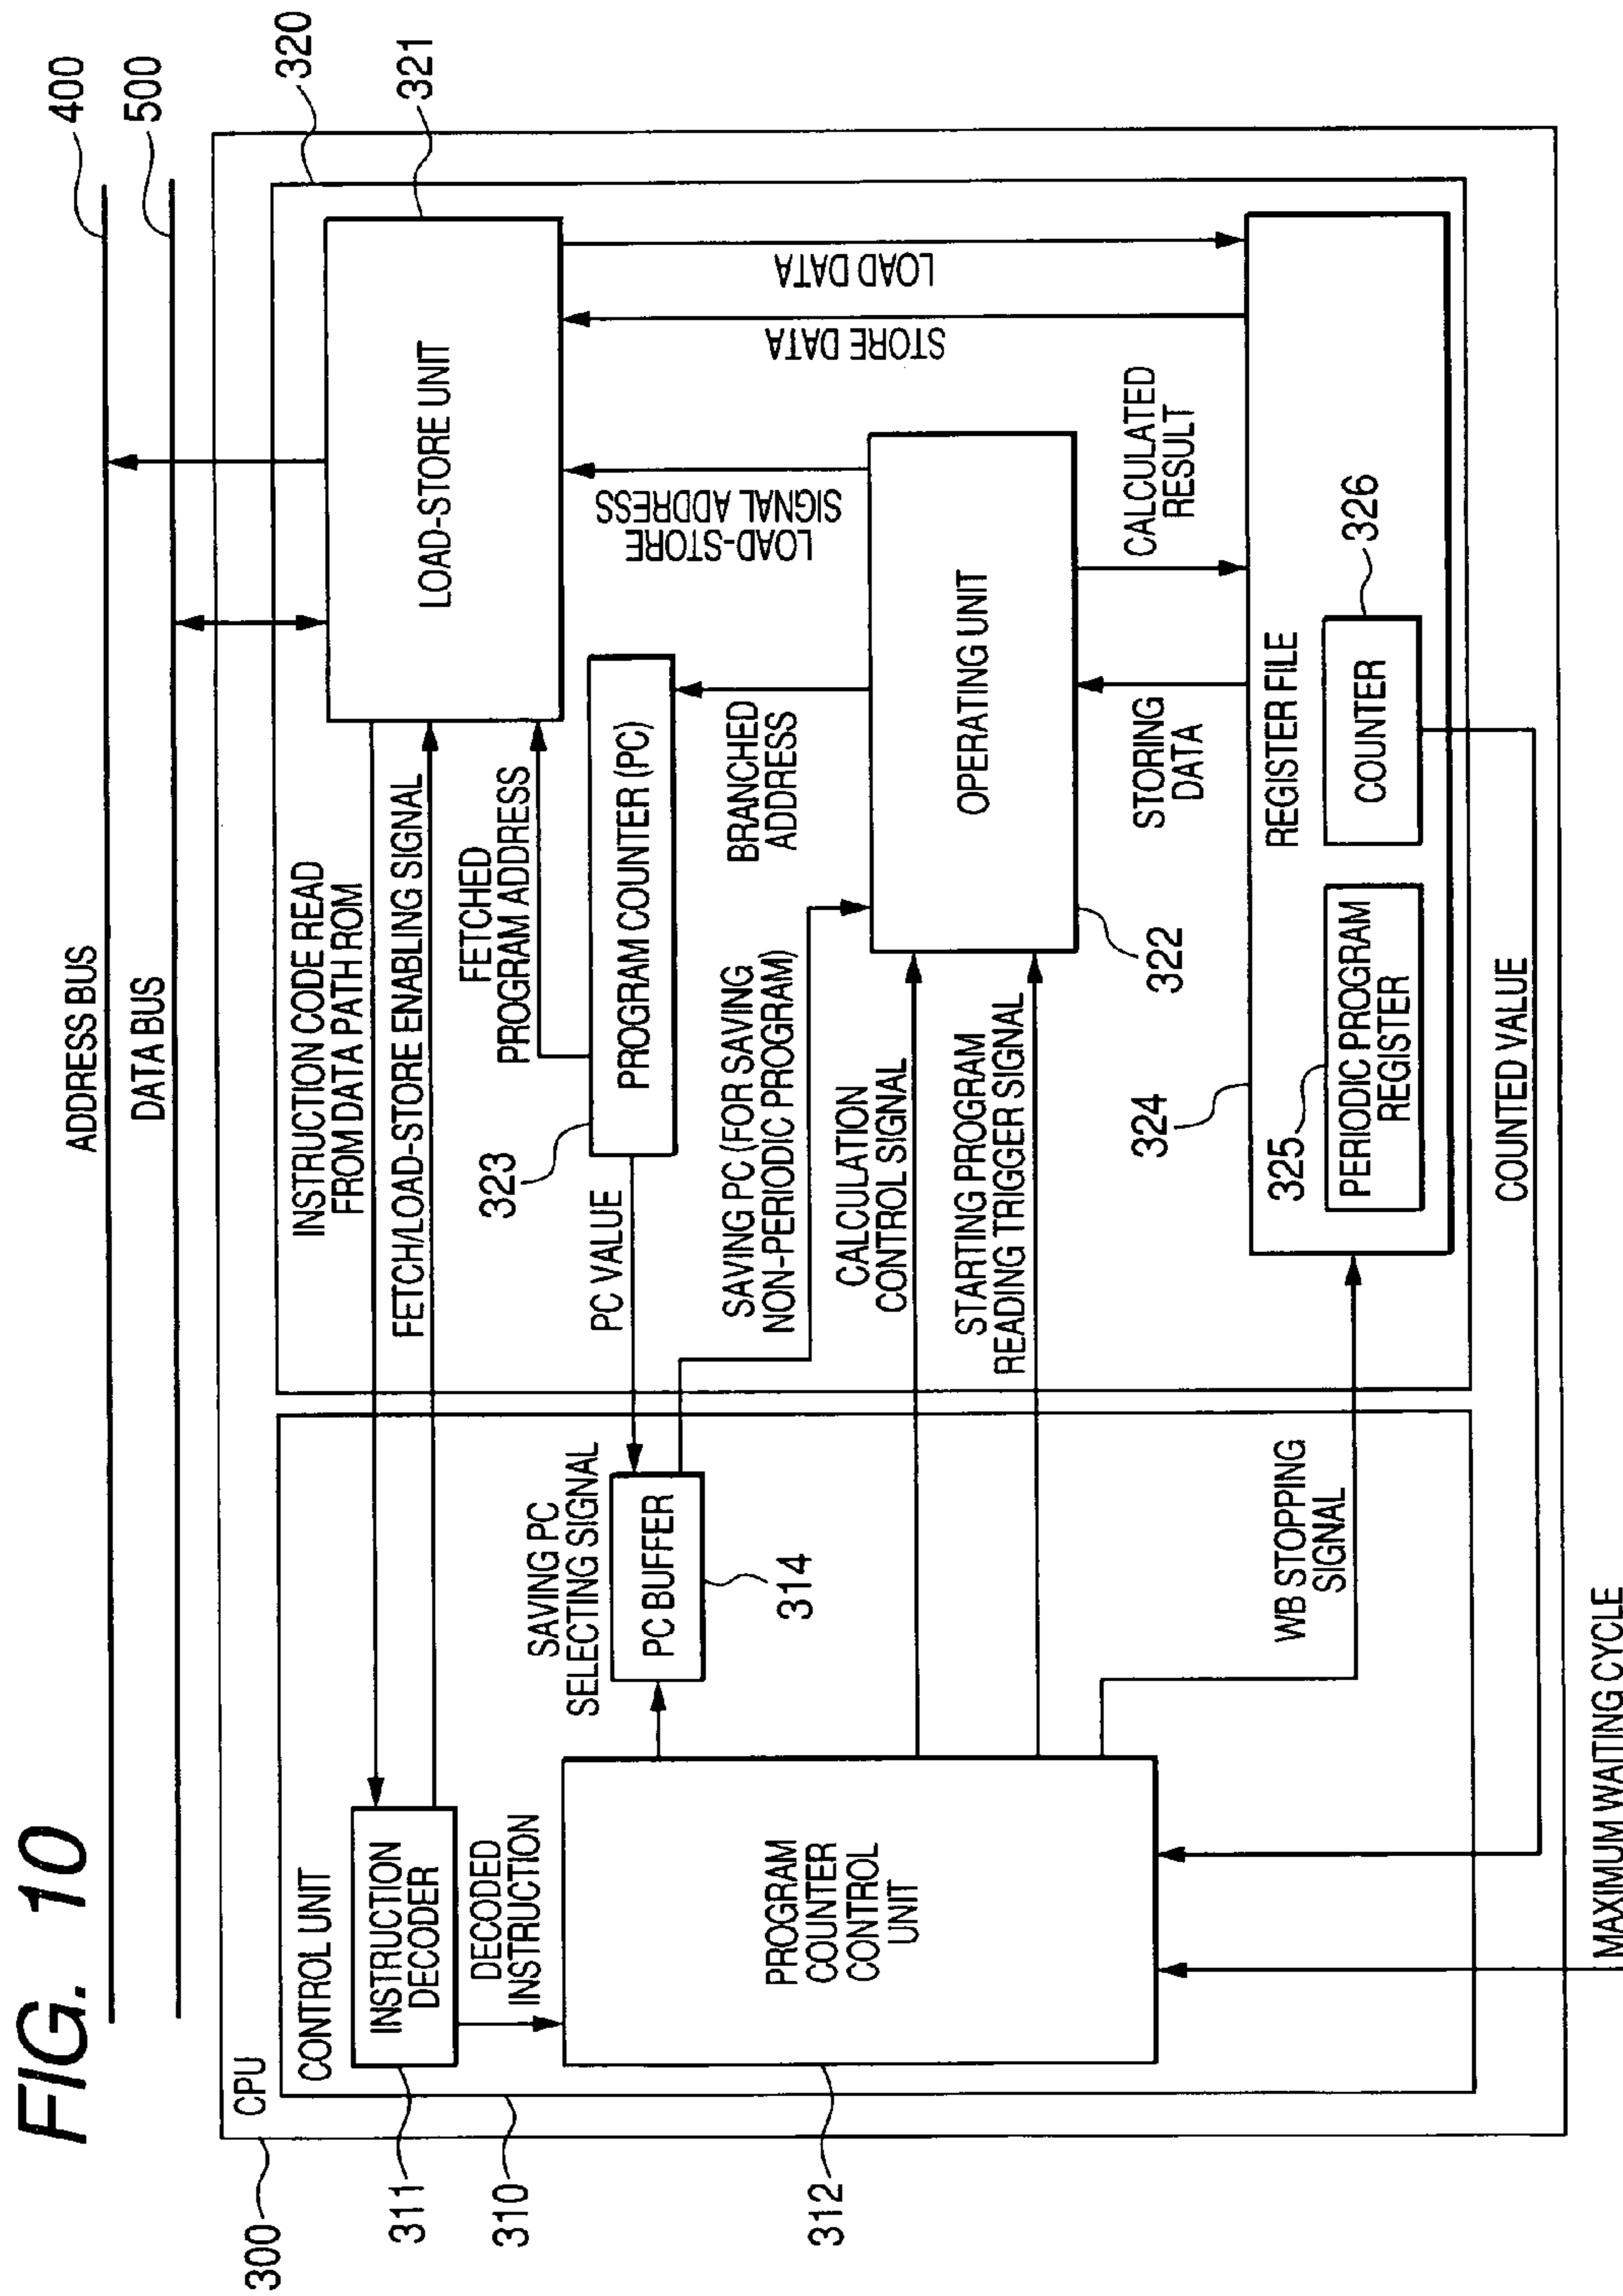 FIG. 10
ADDRESS BUS
400
DATA BUS
500
300
CPU
320
CONTROL UNIT
310
311
INSTRUCTION
DECODER
INSTRUCTION CODE READ
FROM DATA PATH ROM
FETCH/LOAD-STORE ENABLING SIGNAL
LOAD-STORE UNIT
321
DECODED
INSTRUCTION
FETCHED
PROGRAM ADDRESS
SAVING PC
SELECTING SIGNAL
PC BUFFER
314
PC VALUE
323
PROGRAM COUNTER (PC)
LOAD-STORE
SIGNAL ADDRESS
STORE DATA
LOAD DATA
SAVING PC (FOR SAVING
NON-PERIODIC PROGRAM)
BRANCHED
ADDRESS
312
PROGRAM
COUNTER
CONTROL
UNIT
CALCULATION
CONTROL SIGNAL
STARTING PROGRAM
READING TRIGGER SIGNAL
OPERATING UNIT
322
STORING
DATA
CALCULATED
RESULT
WB STOPPING
SIGNAL
324
REGISTER FILE
325
PERIODIC PROGRAM
REGISTER
COUNTER
326
COUNTED VALUE
MAXIMUM WAITING CYCLE